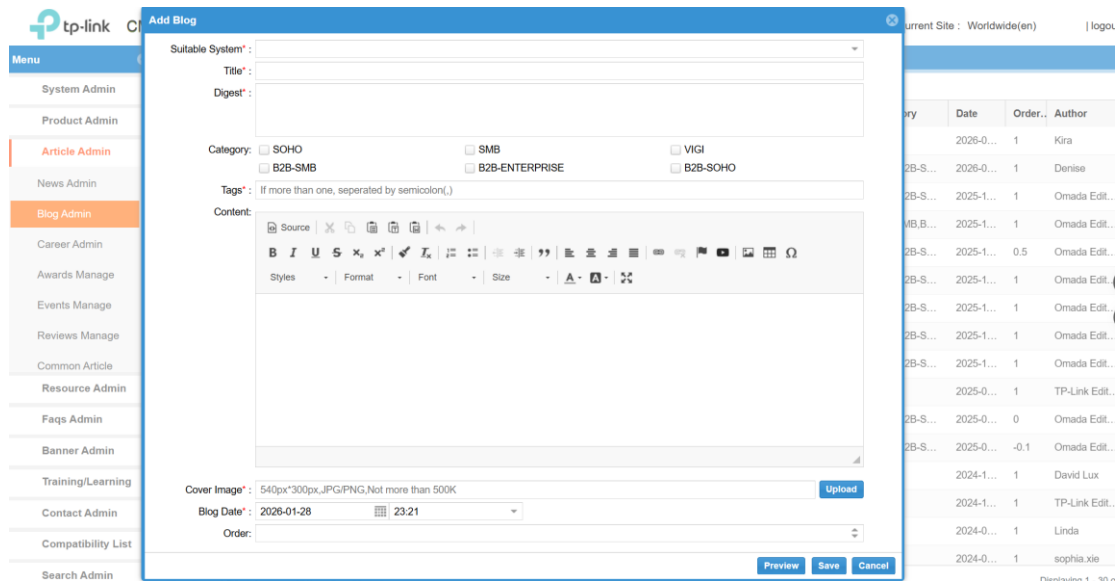 tp-link
Add Blog
urrent Site : Worldwide(en)
| logou
Menu
System Admin
Product Admin
Article Admin
News Admin
Blog Admin
Career Admin
Awards Manage
Events Manage
Reviews Manage
Common Article
Resource Admin
Faqs Admin
Banner Admin
Training/Learning
Contact Admin
Compatibility List
Search Admin
Suitable System* :
Title* :
Digest* :
Category: SOHO SMB VIGI
B2B-SMB B2B-ENTERPRISE B2B-SOHO
Tags* : If more than one, seperated by semicolon(,)
Content:
Source
Styles Format Font Size
Cover Image* : 540px*300px,JPG/PNG,Not more than 500K Upload
Blog Date* : 2026-01-28 23:21
Order:
Preview Save Cancel
ory Date Order.. Author
2026-0... 1 Kira
2B-S... 2026-0... 1 Denise
2B-S... 2025-1... 1 Omada Edit...
MB,B... 2025-1... 1 Omada Edit...
2B-S... 2025-1... 0.5 Omada Edit...
2B-S... 2025-1... 1 Omada Edit...
2B-S... 2025-1... 1 Omada Edit...
2B-S... 2025-1... 1 Omada Edit...
2B-S... 2025-1... 1 Omada Edit...
2025-0... 1 TP-Link Edit...
2B-S... 2025-0... 0 Omada Edit...
2B-S... 2025-0... -0.1 Omada Edit...
2024-1... 1 David Lux
2024-1... 1 TP-Link Edit...
2024-0... 1 Linda
2024-0... 1 sophia.xie